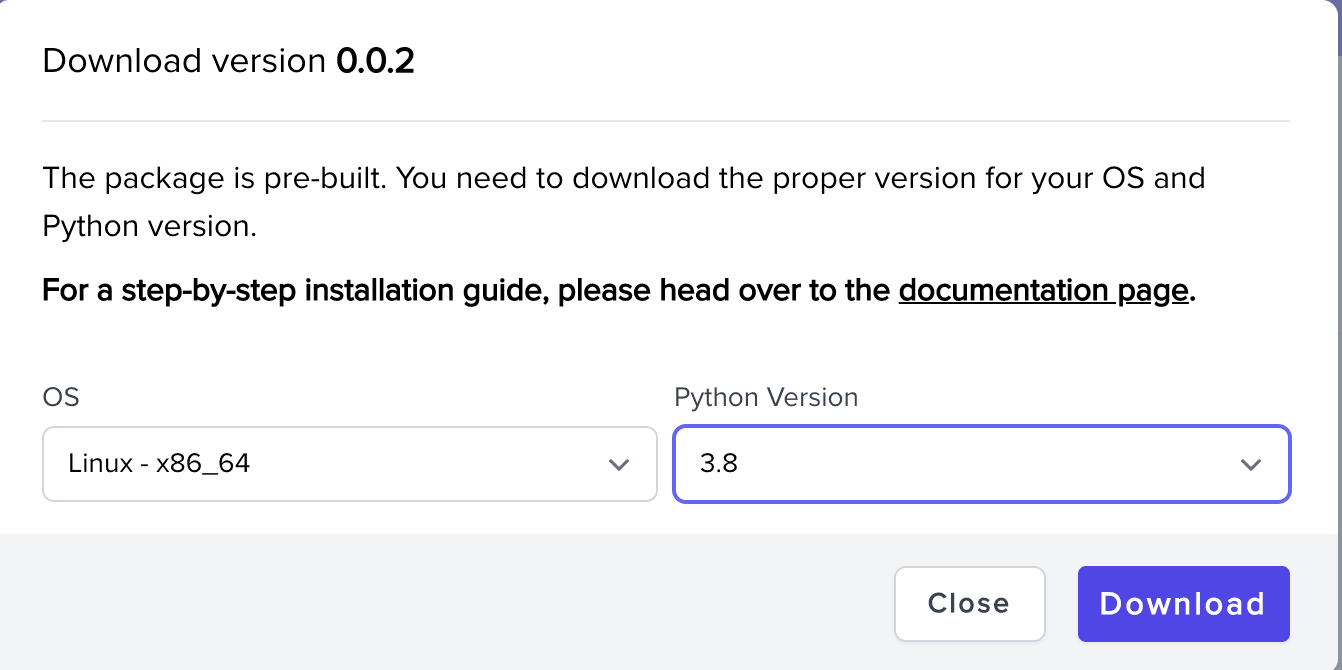 Download version 0.0.2
The package is pre-built. You need to download the proper version for your OS and
Python version.
For a step-by-step installation guide, please head over to the documentation page.
OS
Python Version
Linux - x86_64
3.8
Close
Download